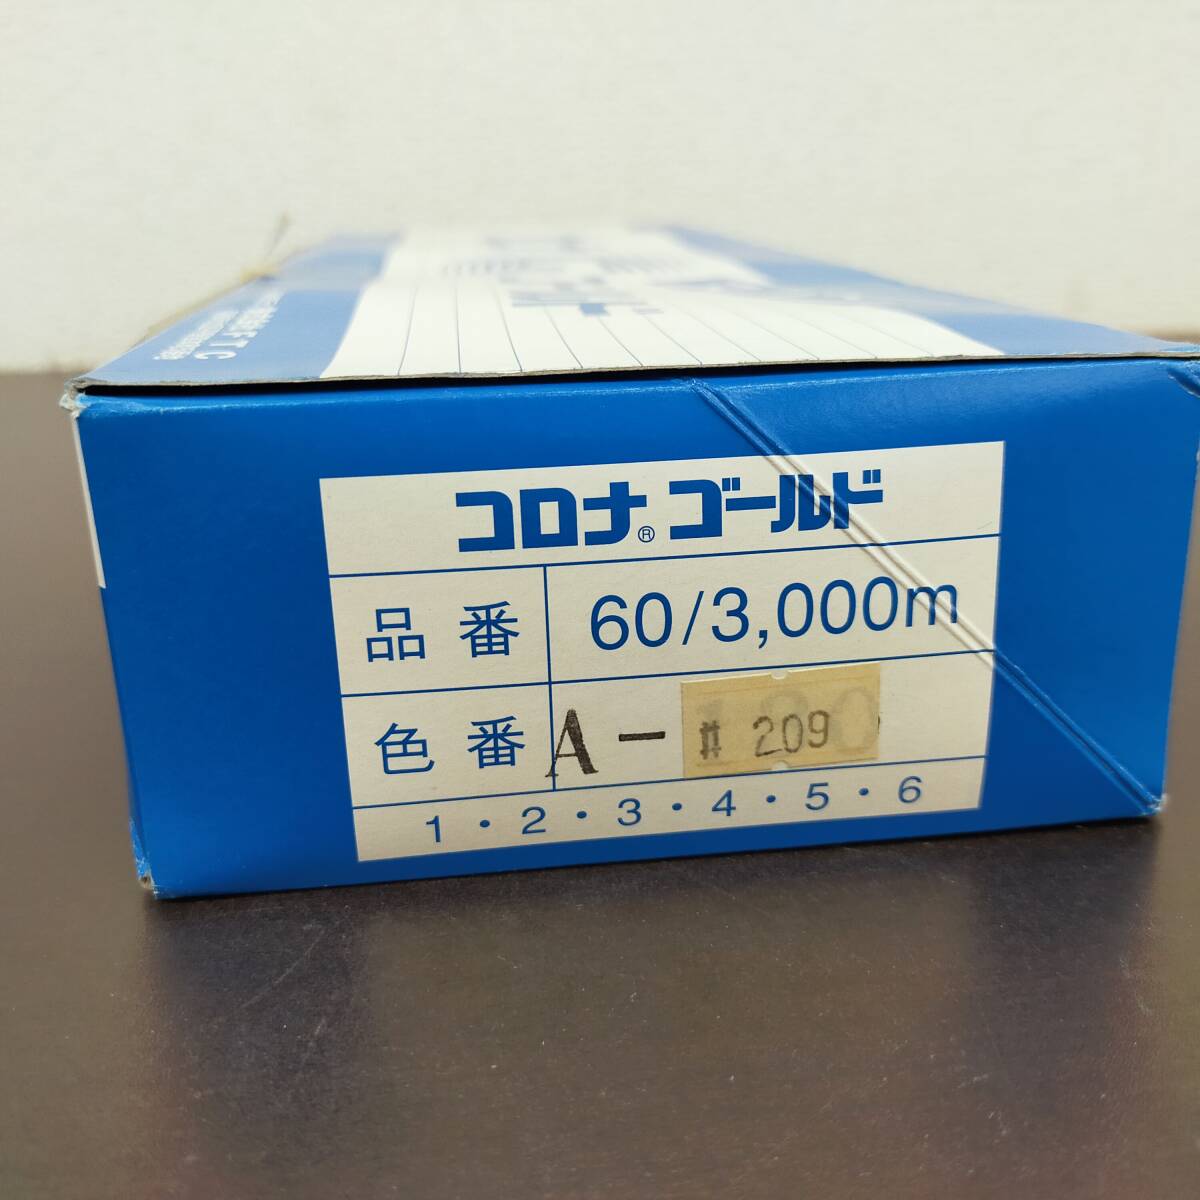 コロナ® ゴールド
品番 60/3,000m
色番 A- # 209
1・2・3・4・5・6